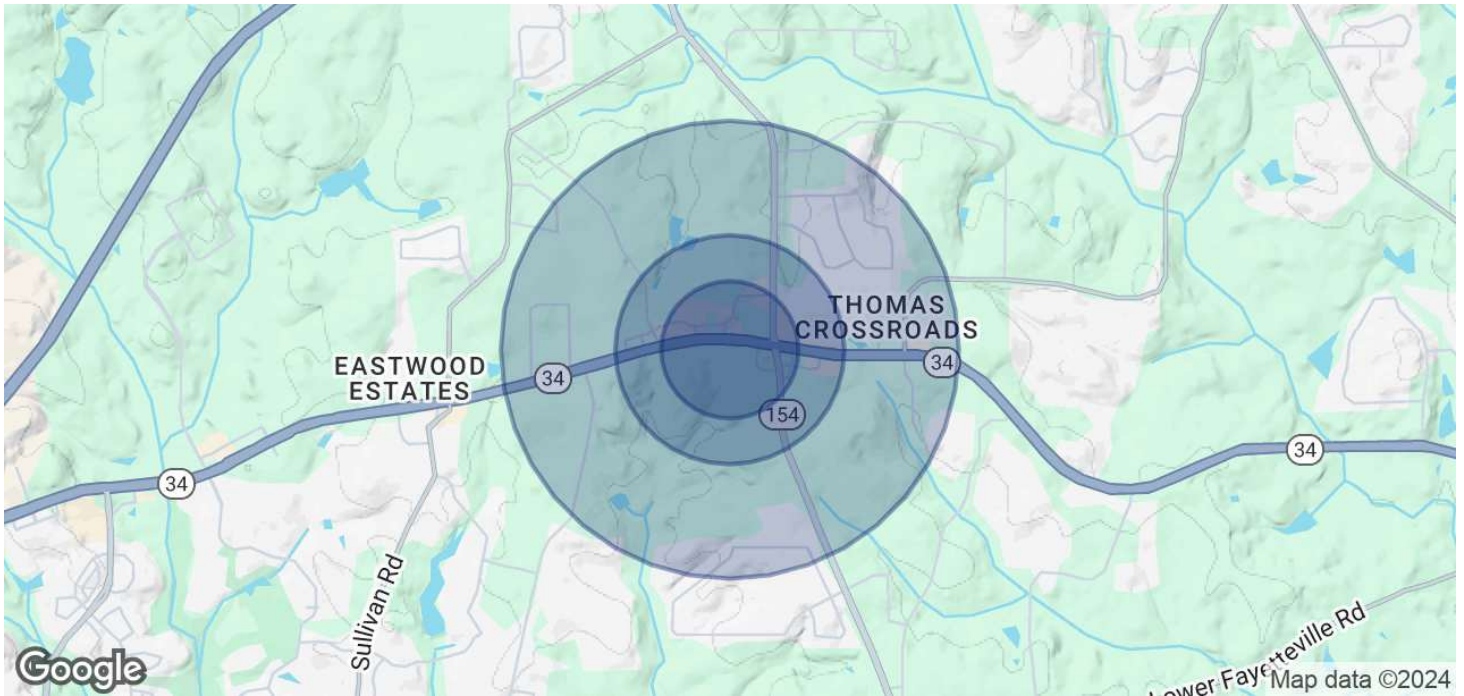 THOMAS
CROSSROADS
EASTWOOD
ESTATES
34
34
154
34
34
Sullivan Rd
Lower Fayetteville Rd
Google
Map data ©2024